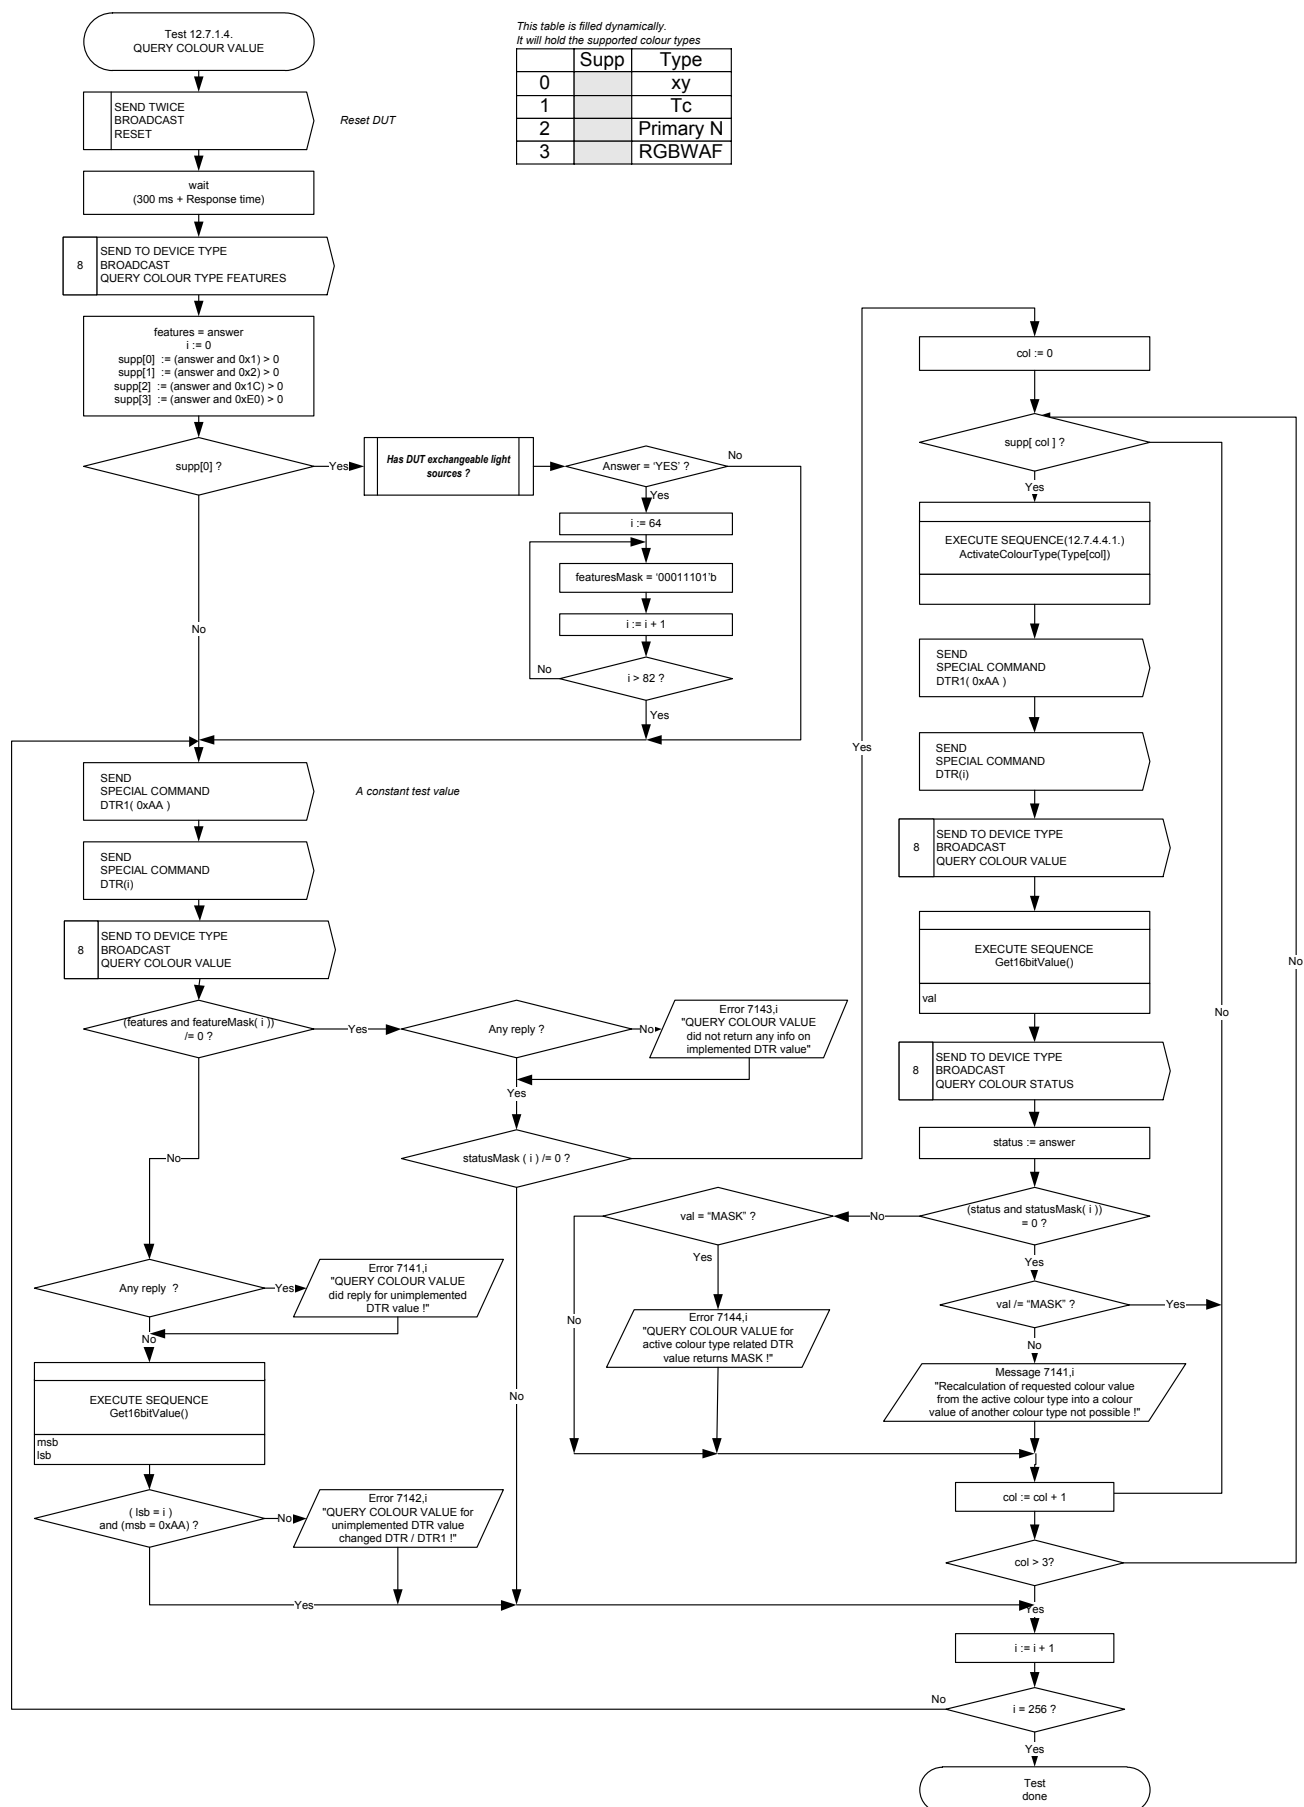 Test 12.7.1.4.
QUERY COLOUR VALUE
This table is filled dynamically.
It will hold the supported colour types
Supp Type
0 xy
1 Tc
2 Primary N
3 RGBWAF
SEND TWICE
BROADCAST
RESET
Reset DUT
wait
(300 ms + Response time)
8
SEND TO DEVICE TYPE
BROADCAST
QUERY COLOUR TYPE FEATURES
features = answer
i := 0
supp[0] := (answer and 0x1) > 0
supp[1] := (answer and 0x2) > 0
supp[2] := (answer and 0x1C) > 0
supp[3] := (answer and 0xE0) > 0
supp[0] ?
Yes
Has DUT exchangeable light
sources ?
Answer = 'YES' ?
No
Yes
i := 64
featuresMask = '00011101'b
i := i + 1
No
i > 82 ?
Yes
No
SEND
SPECIAL COMMAND
DTR1( 0xAA )
A constant test value
SEND
SPECIAL COMMAND
DTR(i)
8
SEND TO DEVICE TYPE
BROADCAST
QUERY COLOUR VALUE
(features and featureMask( i ))
/= 0 ?
Yes
Any reply ?
No
Error 7143,i
"QUERY COLOUR VALUE
did not return any info on
implemented DTR value"
Yes
statusMask ( i ) /= 0 ?
Yes
No
No
Any reply ?
Yes
Error 7141,i
"QUERY COLOUR VALUE
did reply for unimplemented
DTR value !"
No
EXECUTE SEQUENCE
Get16bitValue()
msb
lsb
( lsb = i )
and (msb = 0xAA) ?
No
Error 7142,i
"QUERY COLOUR VALUE for
unimplemented DTR value
changed DTR / DTR1 !"
Yes
col := 0
supp[ col ] ?
Yes
EXECUTE SEQUENCE(12.7.4.4.1.)
ActivateColourType(Type[col])
SEND
SPECIAL COMMAND
DTR1( 0xAA )
SEND
SPECIAL COMMAND
DTR(i)
8
SEND TO DEVICE TYPE
BROADCAST
QUERY COLOUR VALUE
EXECUTE SEQUENCE
Get16bitValue()
val
No
No
8
SEND TO DEVICE TYPE
BROADCAST
QUERY COLOUR STATUS
status := answer
(status and statusMask( i ))
= 0 ?
No
val = “MASK” ?
Yes
No
Error 7144,i
"QUERY COLOUR VALUE for
active colour type related DTR
value returns MASK !"
Yes
val /= “MASK” ?
Yes
No
Message 7141,i
"Recalculation of requested colour value
from the active colour type into a colour
value of another colour type not possible !"
col := col + 1
col > 3?
Yes
i := i + 1
No
i = 256 ?
Yes
Test
done